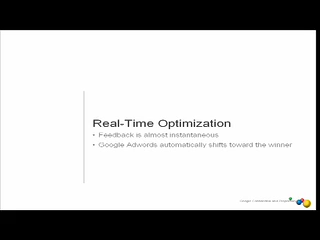 Real-Time Optimization
• Feedback is almost instantaneous
• Google Adwords automatically shifts toward the winner